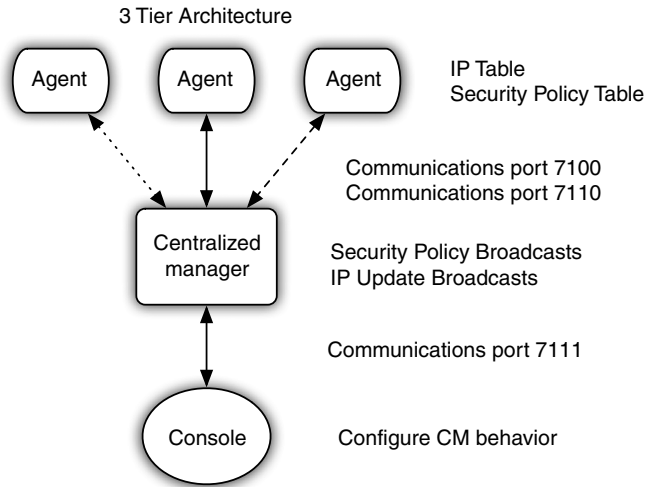 3 Tier Architecture
Agent
Agent
Agent
IP Table
Security Policy Table
Communications port 7100
Communications port 7110
Centralized
manager
Security Policy Broadcasts
IP Update Broadcasts
Communications port 7111
Console
Configure CM behavior